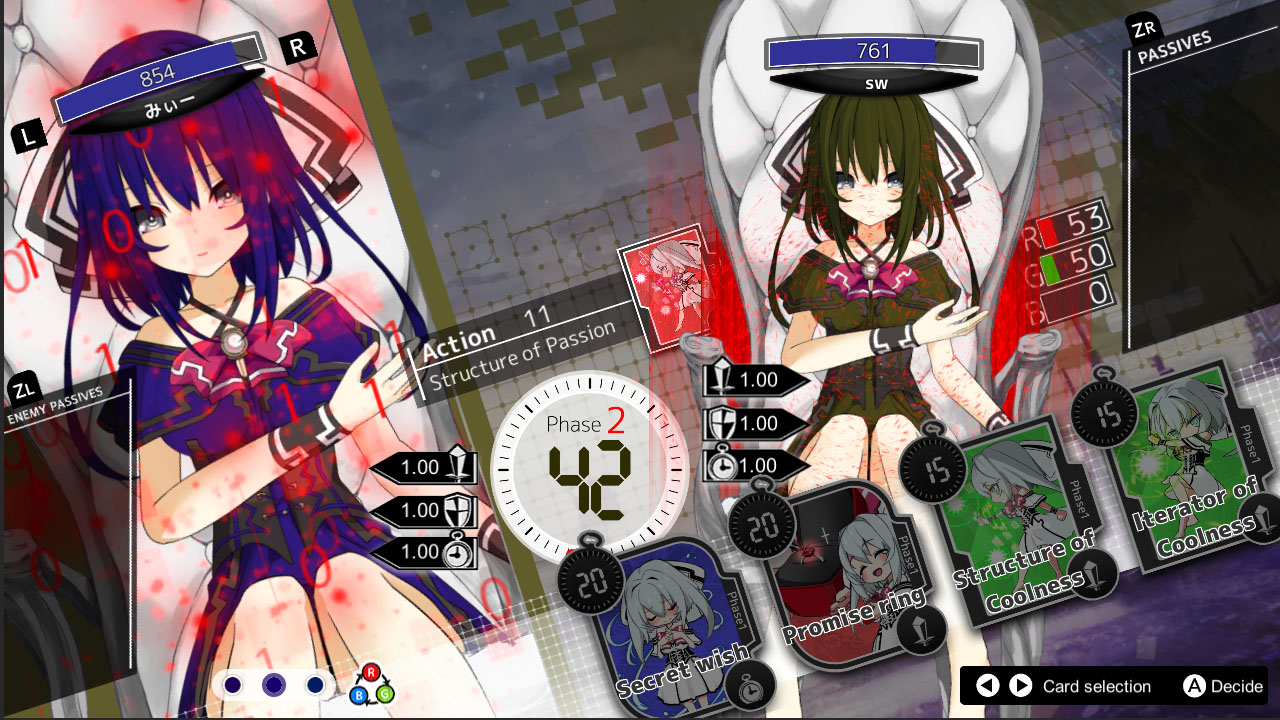 854
みぃー
R
L
761
SW
ZR
PASSIVES
R 53
G 50
B 0
Action 11
Structure of Passion
ZL
ENEMY PASSIVES
Phase 2
42
1.00
1.00
1.00
1.00
1.00
1.00
20
Phase1
Secret wish
20
Phase1
Promise ring
15
Phase1
Structure of
Coolness
15
Phase1
Iterator of
Coolness
R
B G
Card selection
A Decide